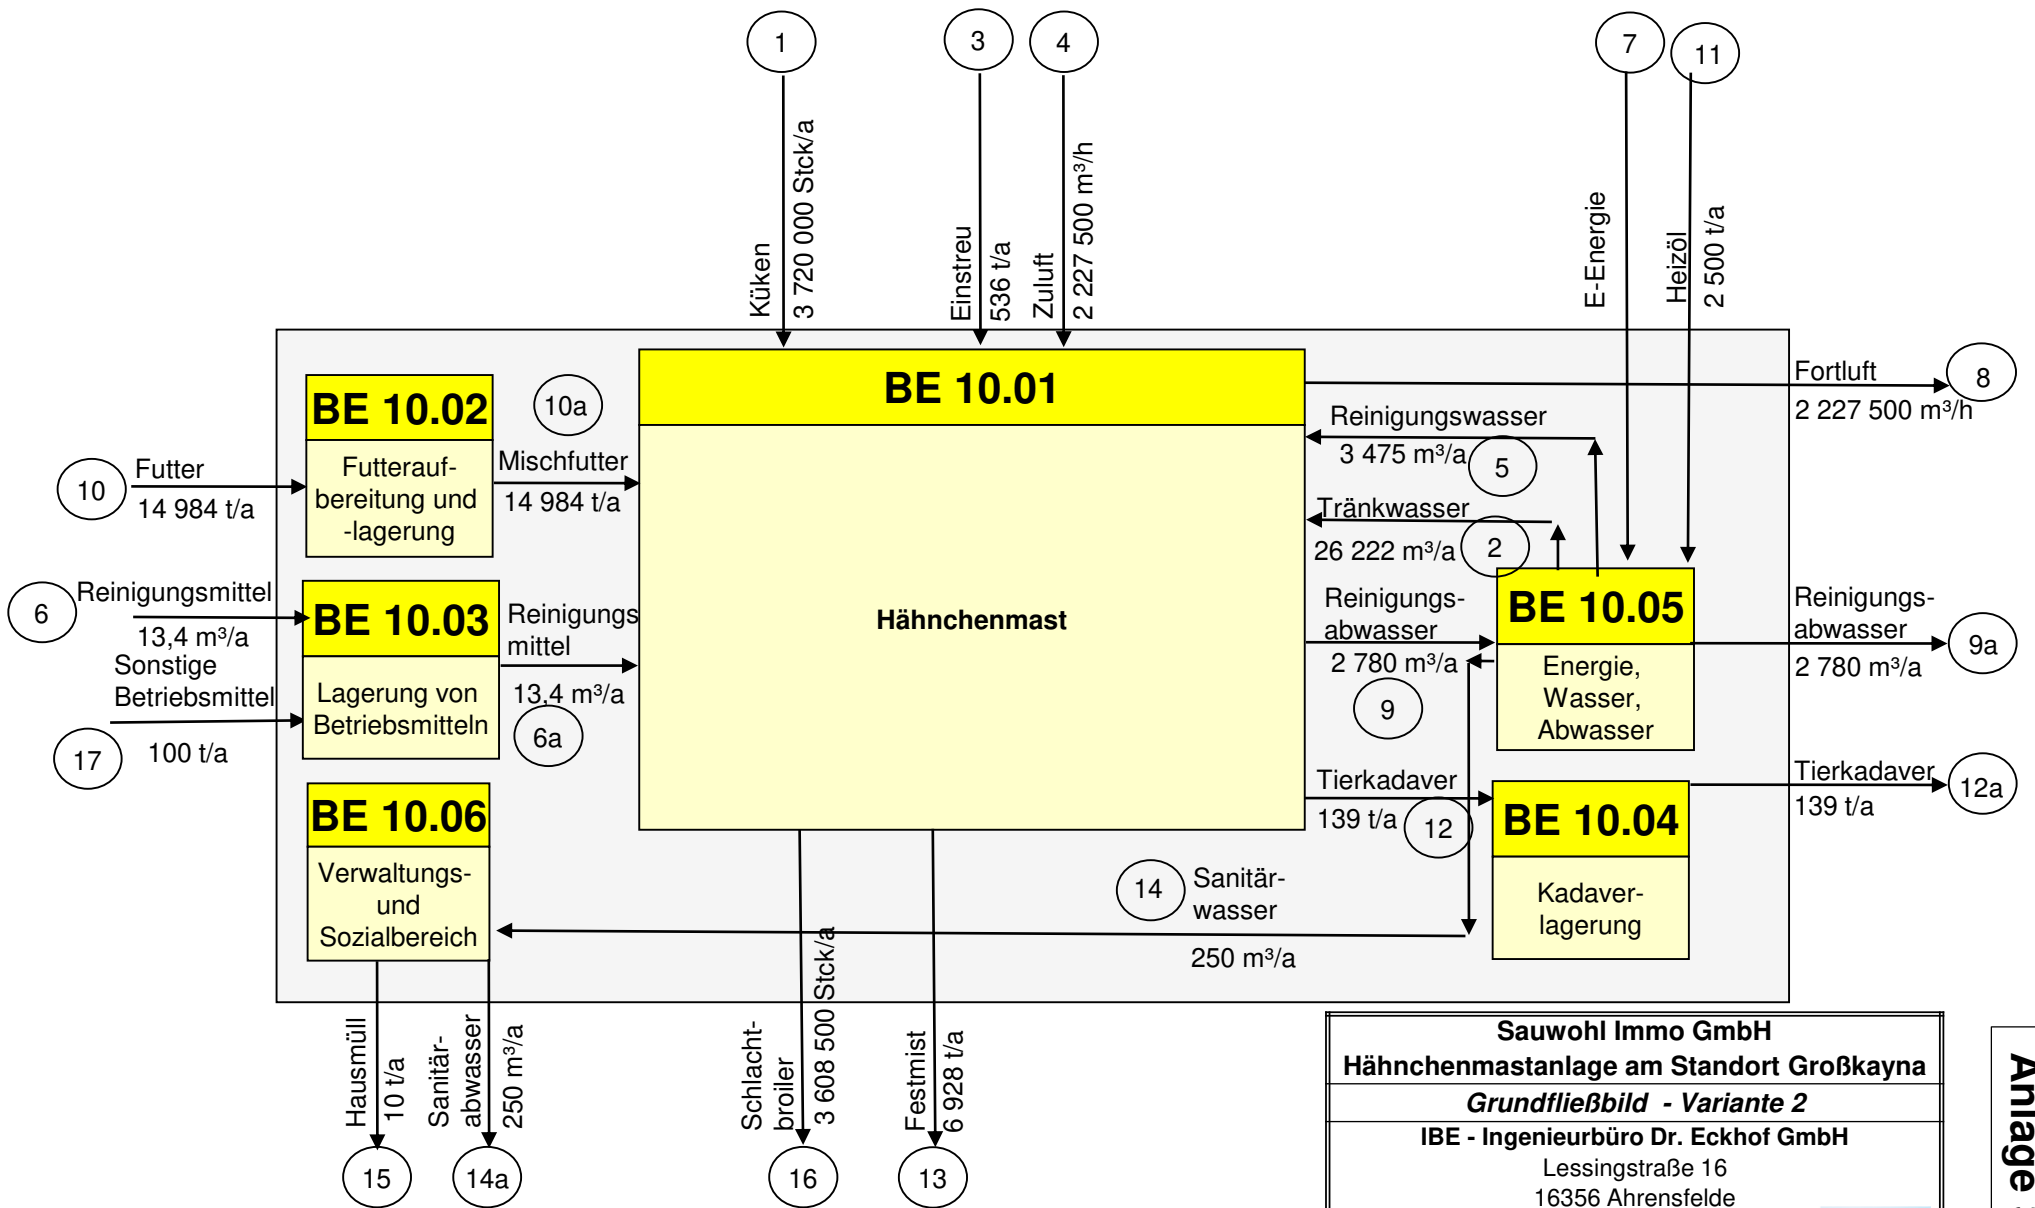 1
3
4
7
11
Küken
3 720 000 Stck/a
Einstreu
536 t/a
Zuluft
2 227 500 m³/h
E-Energie
Heizöl
2 500 t/a
BE 10.02
Futterauf-
bereitung und
-lagerung
10a
Mischfutter
14 984 t/a
10
Futter
14 984 t/a
BE 10.01
Hähnchenmast
Fortluft
2 227 500 m³/h
8
Reinigungswasser
3 475 m³/a
5
Tränkwasser
26 222 m³/a
2
6
Reinigungsmittel
13,4 m³/a
Sonstige
Betriebsmittel
100 t/a
17
BE 10.03
Lagerung von
Betriebsmitteln
Reinigungs
mittel
13,4 m³/a
6a
Reinigungs-
abwasser
2 780 m³/a
9
BE 10.05
Energie,
Wasser,
Abwasser
Reinigungs-
abwasser
2 780 m³/a
9a
Tierkadaver
139 t/a
12
BE 10.04
Kadaver-
lagerung
Tierkadaver
139 t/a
12a
BE 10.06
Verwaltungs-
und
Sozialbereich
14
Sanitär-
wasser
250 m³/a
Hausmüll
10 t/a
Sanitär-
abwasser
250 m³/a
Schlacht-
broiler
3 608 500 Stck/a
Festmist
6 928 t/a
15
14a
16
13
Sauwohl Immo GmbH
Hähnchenmastanlage am Standort Großkayna
Grundfließbild - Variante 2
IBE - Ingenieurbüro Dr. Eckhof GmbH
Lessingstraße 16
16356 Ahrensfelde
Anlage